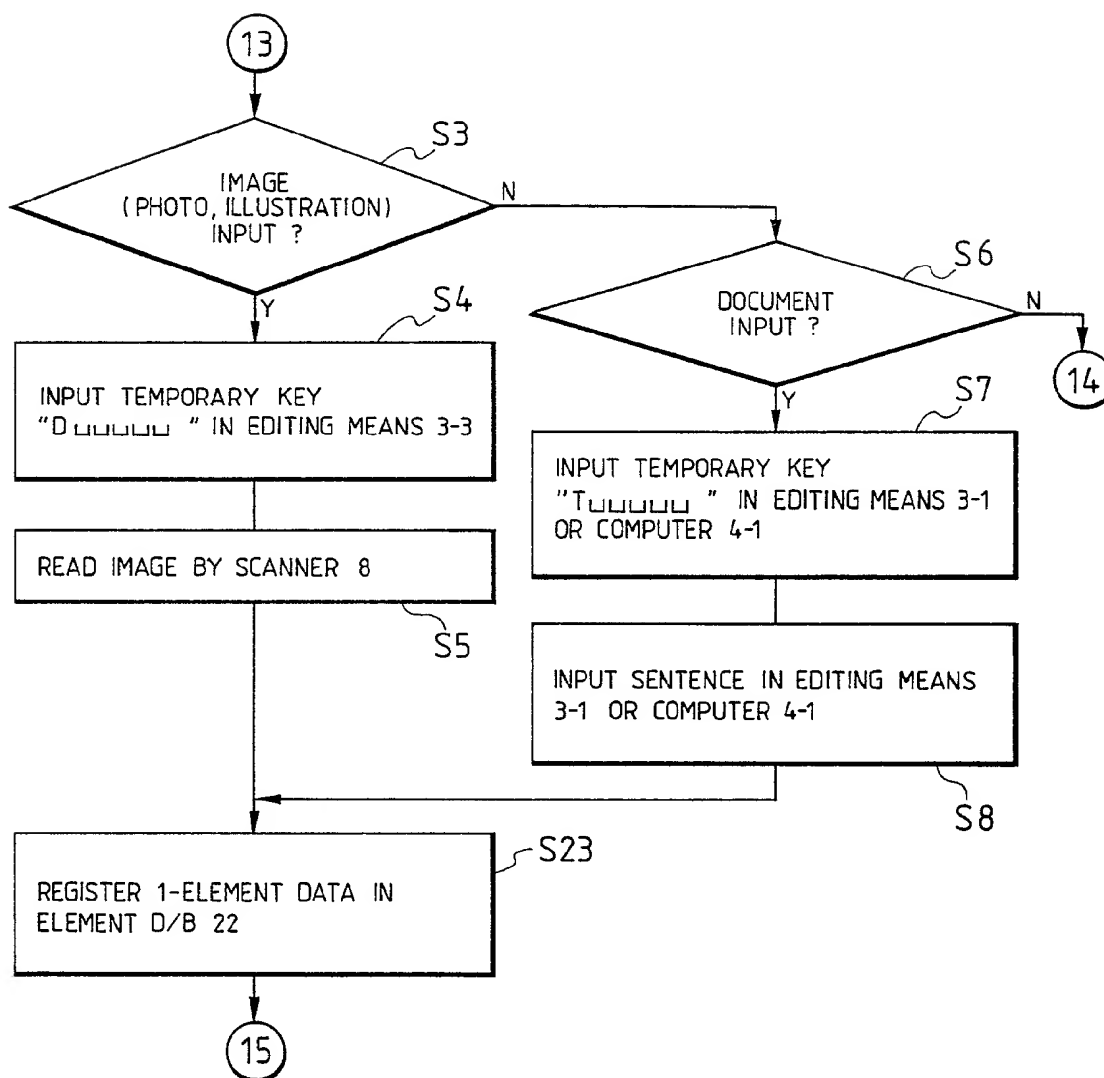 13
S3
IMAGE
(PHOTO, ILLUSTRATION)
INPUT ?
N
Y
S6
DOCUMENT
INPUT ?
N
14
Y
S4
INPUT TEMPORARY KEY
"D␣␣␣␣␣ " IN EDITING MEANS 3-3
S7
INPUT TEMPORARY KEY
"T␣␣␣␣␣ " IN EDITING MEANS 3-1
OR COMPUTER 4-1
READ IMAGE BY SCANNER 8
S5
INPUT SENTENCE IN EDITING MEANS
3-1 OR COMPUTER 4-1
S8
S23
REGISTER 1-ELEMENT DATA IN
ELEMENT D/B 22
15